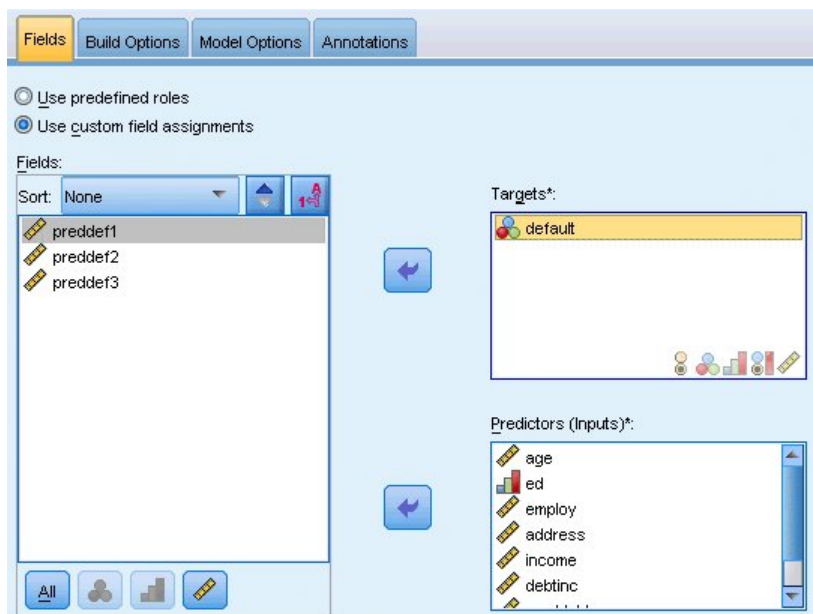 Fields Build Options Model Options Annotations
Use predefined roles
Use custom field assignments
Fields:
Sort: None
A
1
preddef1
preddef2
preddef3
All
Targets*:
default
Predictors (Inputs)*:
age
ed
employ
address
income
debtinc